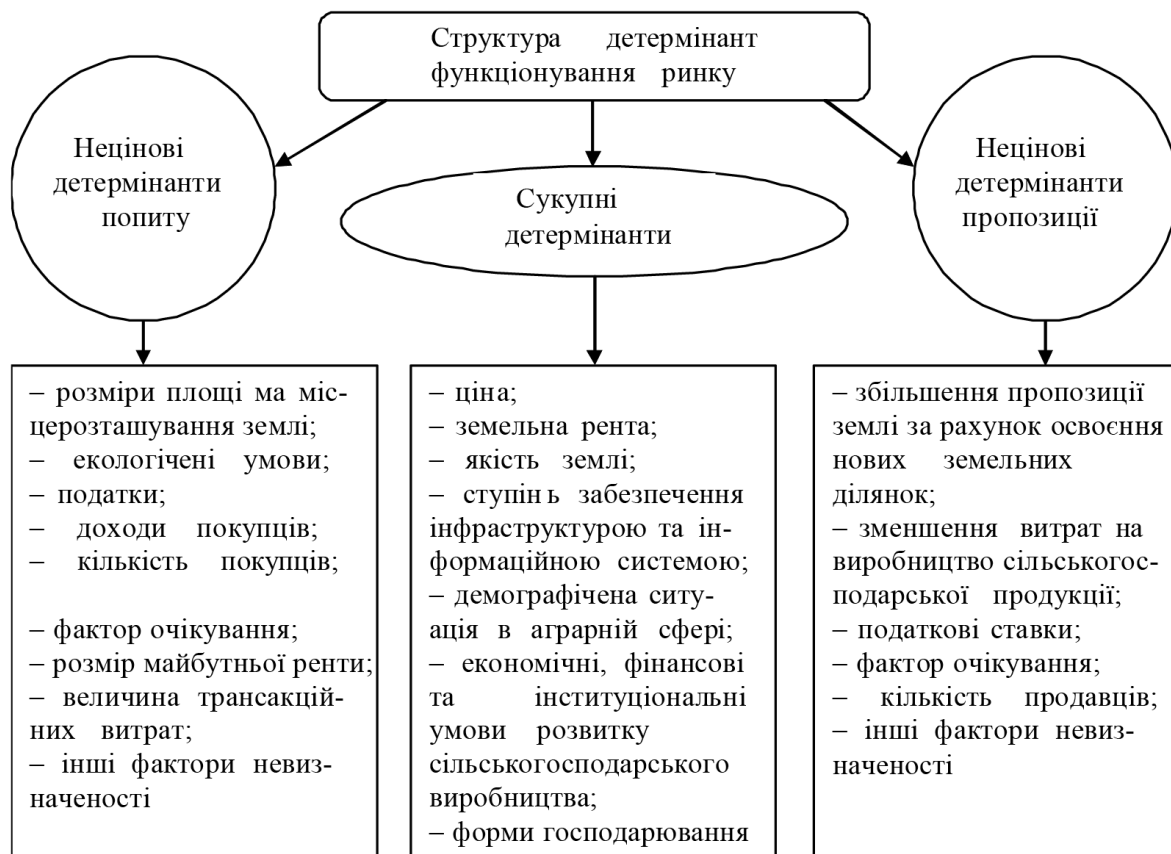 Структура детермінант
функціонування ринку
Нецінові
детермінанти
попиту
Сукупні
детермінанти
Нецінові
детермінанти
пропозиції
– розміри площі ма міс-
церозташування землі;
– екологічені умови;
– податки;
– доходи покупців;
– кількість покупців;
– фактор очікування;
– розмір майбутньої ренти;
– величина трансакцій-
них витрат;
– інші фактори невиз-
наченості
– ціна;
– земельна рента;
– якість землі;
– ступінь забезпечення
інфраструктурою та ін-
формаційною системою;
– демографічена ситу-
ація в аграрній сфері;
– економічні, фінансові
та інституціональні
умови розвитку
сільськогосподарського
виробництва;
– форми господарювання
– збільшення пропозиції
землі за рахунок освоєння
нових земельних
ділянок;
– зменшення витрат на
виробництво сільськогос-
подарської продукції;
– податкові ставки;
– фактор очікування;
– кількість продавців;
– інші фактори невиз-
наченості